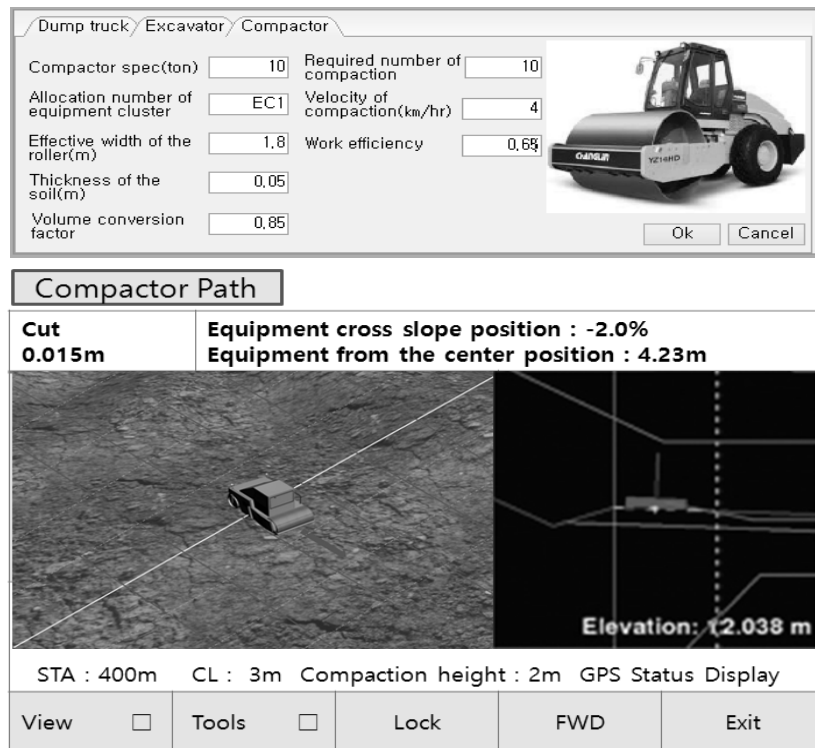 Dump truck Excavator Compactor
Compactor spec(ton) 10
Required number of
compaction 10
Allocation number of
equipment cluster EC1
Velocity of
compaction(km/hr) 4
Effective width of the
roller(m) 1.8
Work efficiency 0.65
Thickness of the
soil(m) 0.05
Volume conversion
factor 0.85
CHANGLIN
YZ14HD
Ok Cancel
Compactor Path
Cut
0.015m
Equipment cross slope position : -2.0%
Equipment from the center position : 4.23m
Elevation: 12.038 m
STA : 400m CL : 3m Compaction height : 2m GPS Status Display
View Tools Lock FWD Exit